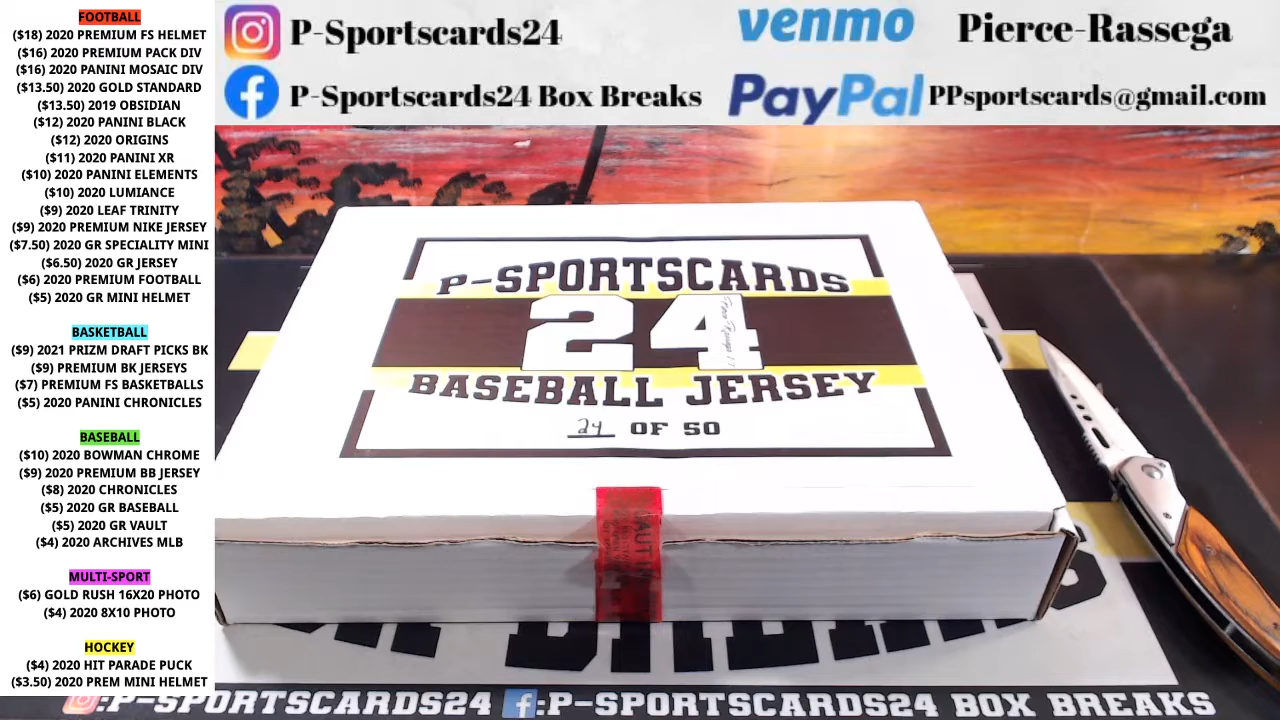 FOOTBALL
($18) 2020 PREMIUM FS HELMET
($16) 2020 PREMIUM PACK DIV
($16) 2020 PANINI MOSAIC DIV
($13.50) 2020 GOLD STANDARD
($13.50) 2019 OBSIDIAN
($12) 2020 PANINI BLACK
($12) 2020 ORIGINS
($11) 2020 PANINI XR
($10) 2020 PANINI ELEMENTS
($10) 2020 LUMIANCE
($9) 2020 LEAF TRINITY
($9) 2020 PREMIUM NIKE JERSEY
($7.50) 2020 GR SPECIALITY MINI
($6.50) 2020 GR JERSEY
($6) 2020 PREMIUM FOOTBALL
($5) 2020 GR MINI HELMET
BASKETBALL
($9) 2021 PRIZM DRAFT PICKS BK
($9) PREMIUM BK JERSEYS
($7) PREMIUM FS BASKETBALLS
($5) 2020 PANINI CHRONICLES
BASEBALL
($10) 2020 BOWMAN CHROME
($9) 2020 PREMIUM BB JERSEY
($8) 2020 CHRONICLES
($5) 2020 GR BASEBALL
($5) 2020 GR VAULT
($4) 2020 ARCHIVES MLB
MULTI-SPORT
($6) GOLD RUSH 16X20 PHOTO
($4) 2020 8X10 PHOTO
HOCKEY
($4) 2020 HIT PARADE PUCK
($3.50) 2020 PREM MINI HELMET
P-Sportscards24
P-Sportscards24 Box Breaks
venmo Pierce-Rassega
PayPal PPsportscards@gmail.com
P-SPORTSCARDS
24
BASEBALL JERSEY
24 OF 50
:P-SPORTSCARDS24 :P-SPORTSCARDS24 BOX BREAKS